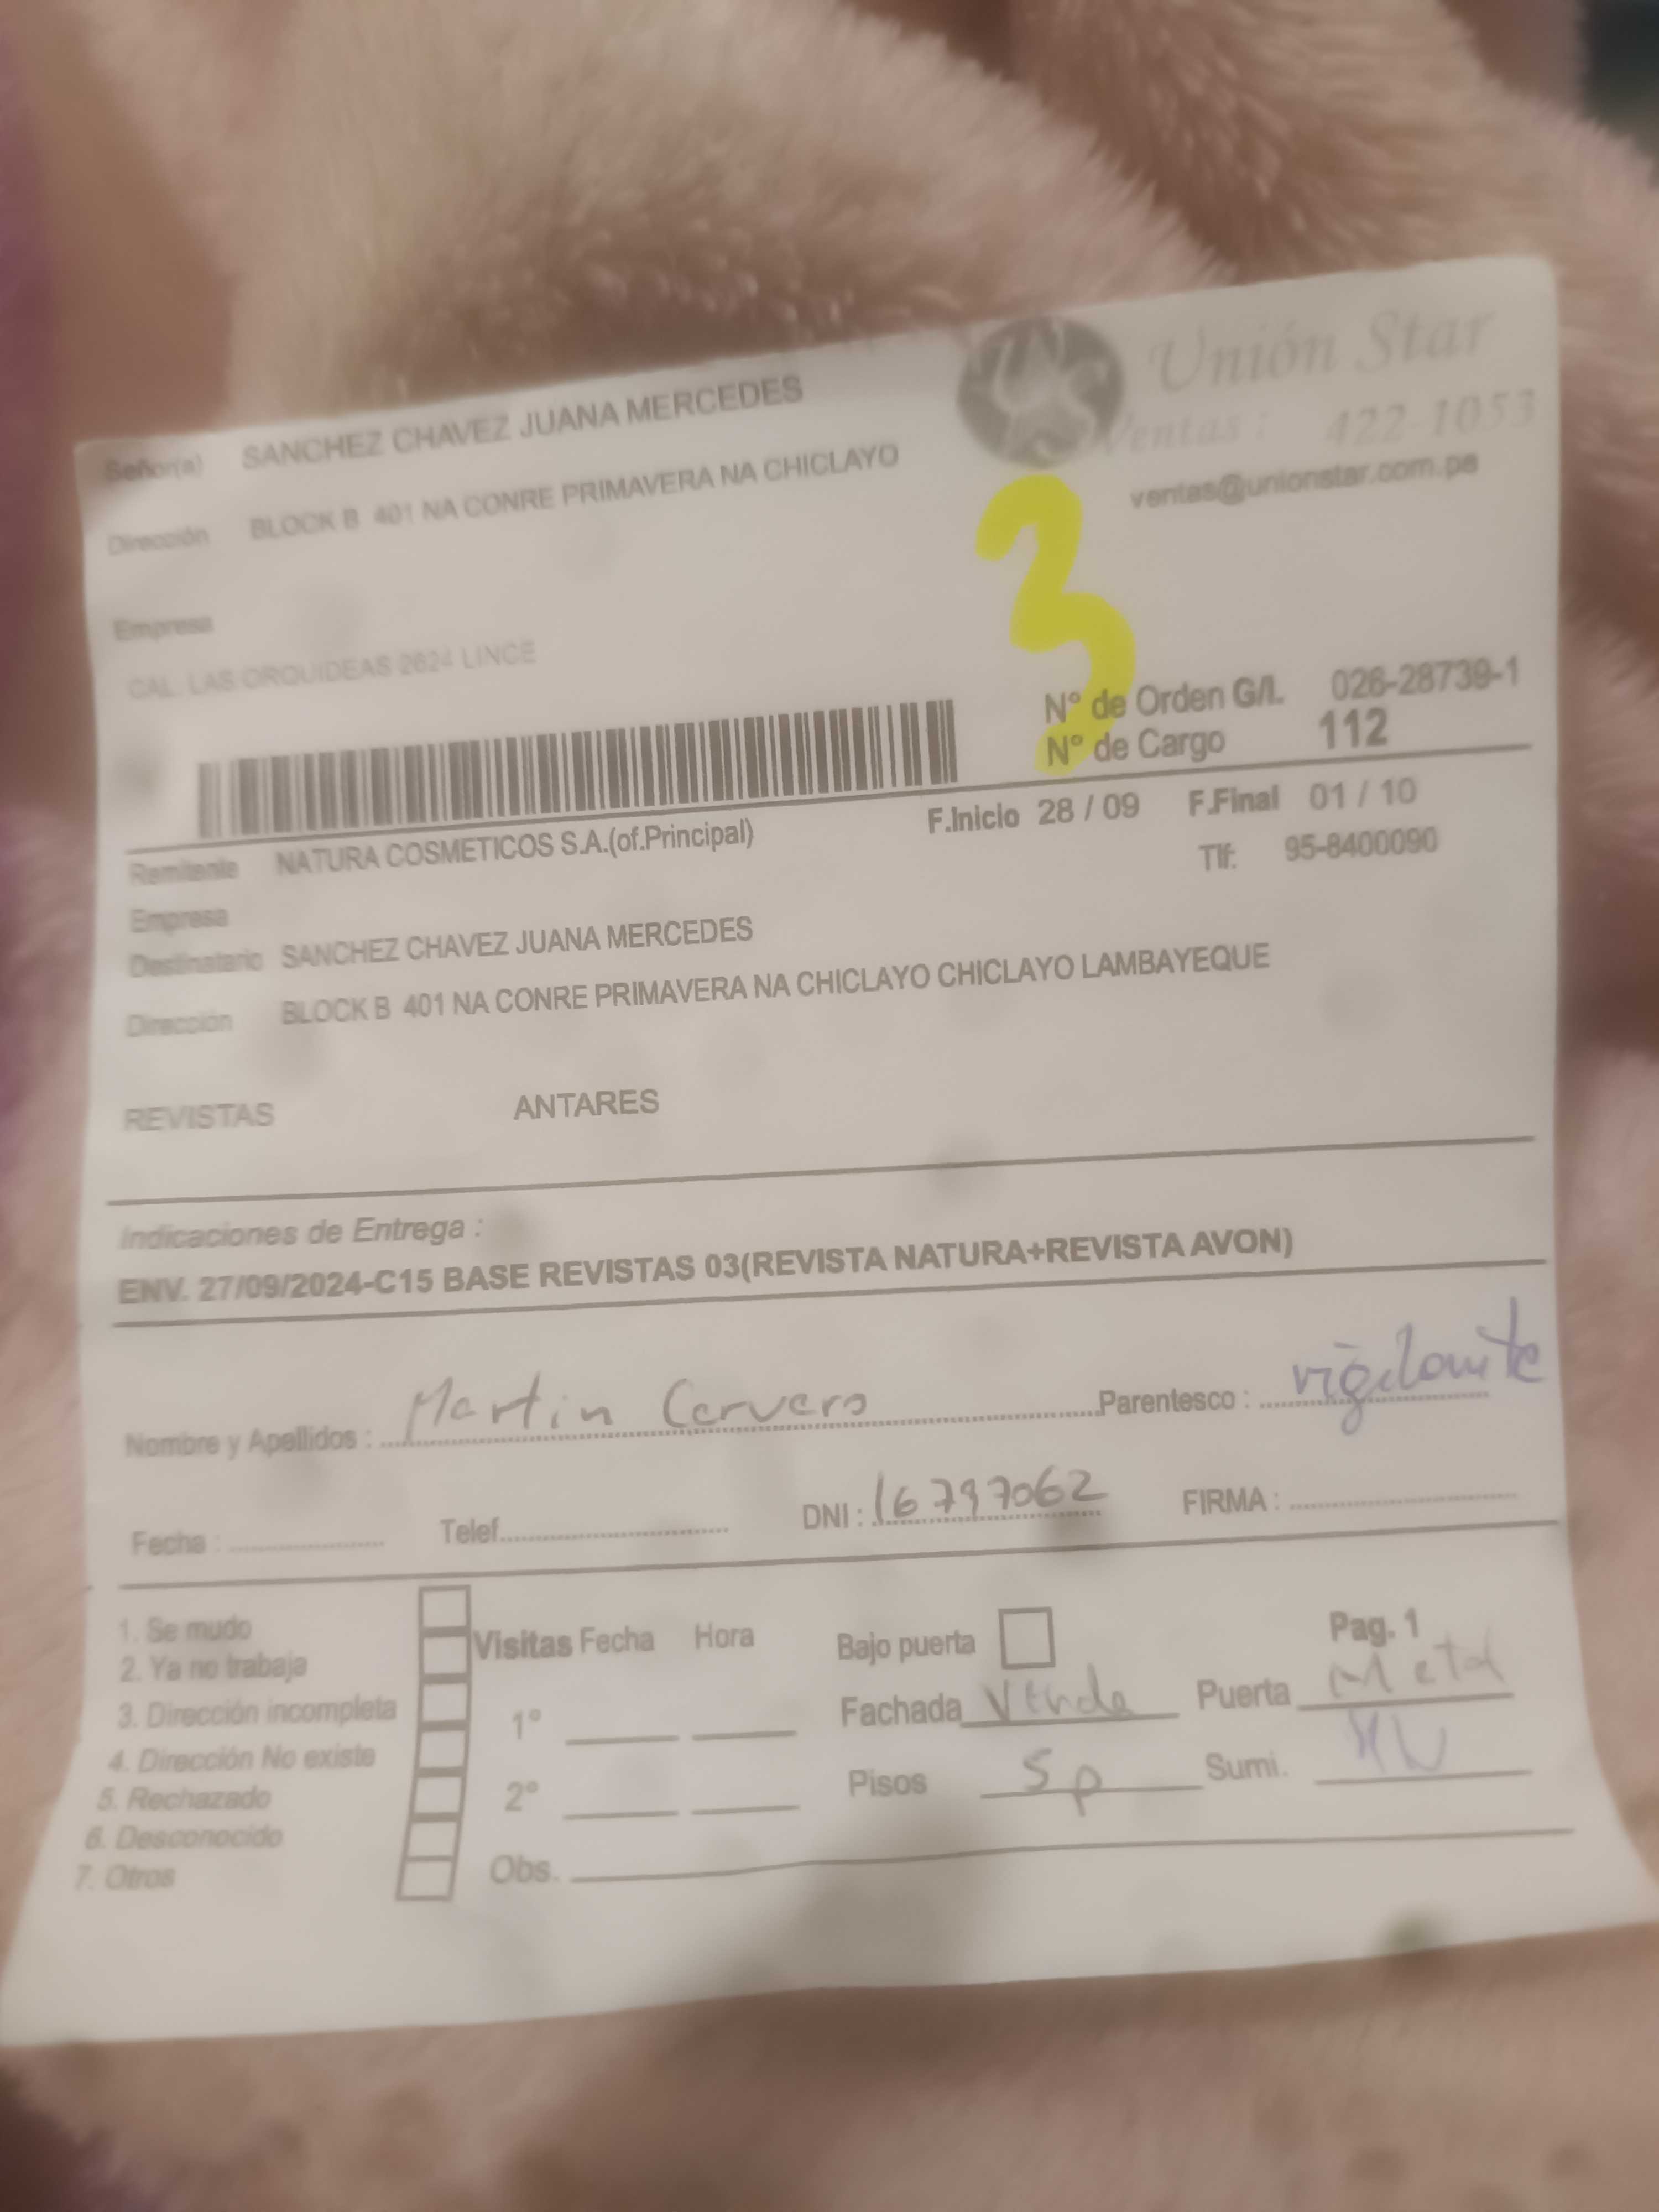 Unión Star
Ventas : 422-1053
ventas@unionstar.com.pe
Señor(a) SANCHEZ CHAVEZ JUANA MERCEDES
Dirección BLOCK B 401 NA CONRE PRIMAVERA NA CHICLAYO
3
Empresa
CAL. LAS ORQUIDEAS 2624 LINCE
N° de Orden G/I. 026-28739-1
N° de Cargo 112
F.Inicio 28 / 09 F.Final 01 / 10
Remitente NATURA COSMETICOS S.A.(of.Principal)
Tlf: 95-8400090
Empresa
Destinatario SANCHEZ CHAVEZ JUANA MERCEDES
Dirección BLOCK B 401 NA CONRE PRIMAVERA NA CHICLAYO CHICLAYO LAMBAYEQUE
REVISTAS ANTARES
Indicaciones de Entrega :
ENV. 27/09/2024-C15 BASE REVISTAS 03(REVISTA NATURA+REVISTA AVON)
Nombre y Apellidos : Martin Cervera Parentesco : vigilante
Fecha : Telef. DNI : 16797062 FIRMA :
1. Se mudo
2. Ya no trabaja
3. Dirección incompleta
4. Dirección No existe
5. Rechazado
6. Desconocido
7. Otros
Visitas Fecha Hora
1°
2°
Bajo puerta
Pag. 1
Fachada Puerta Metal
Pisos 5 p Sumi.
Obs.